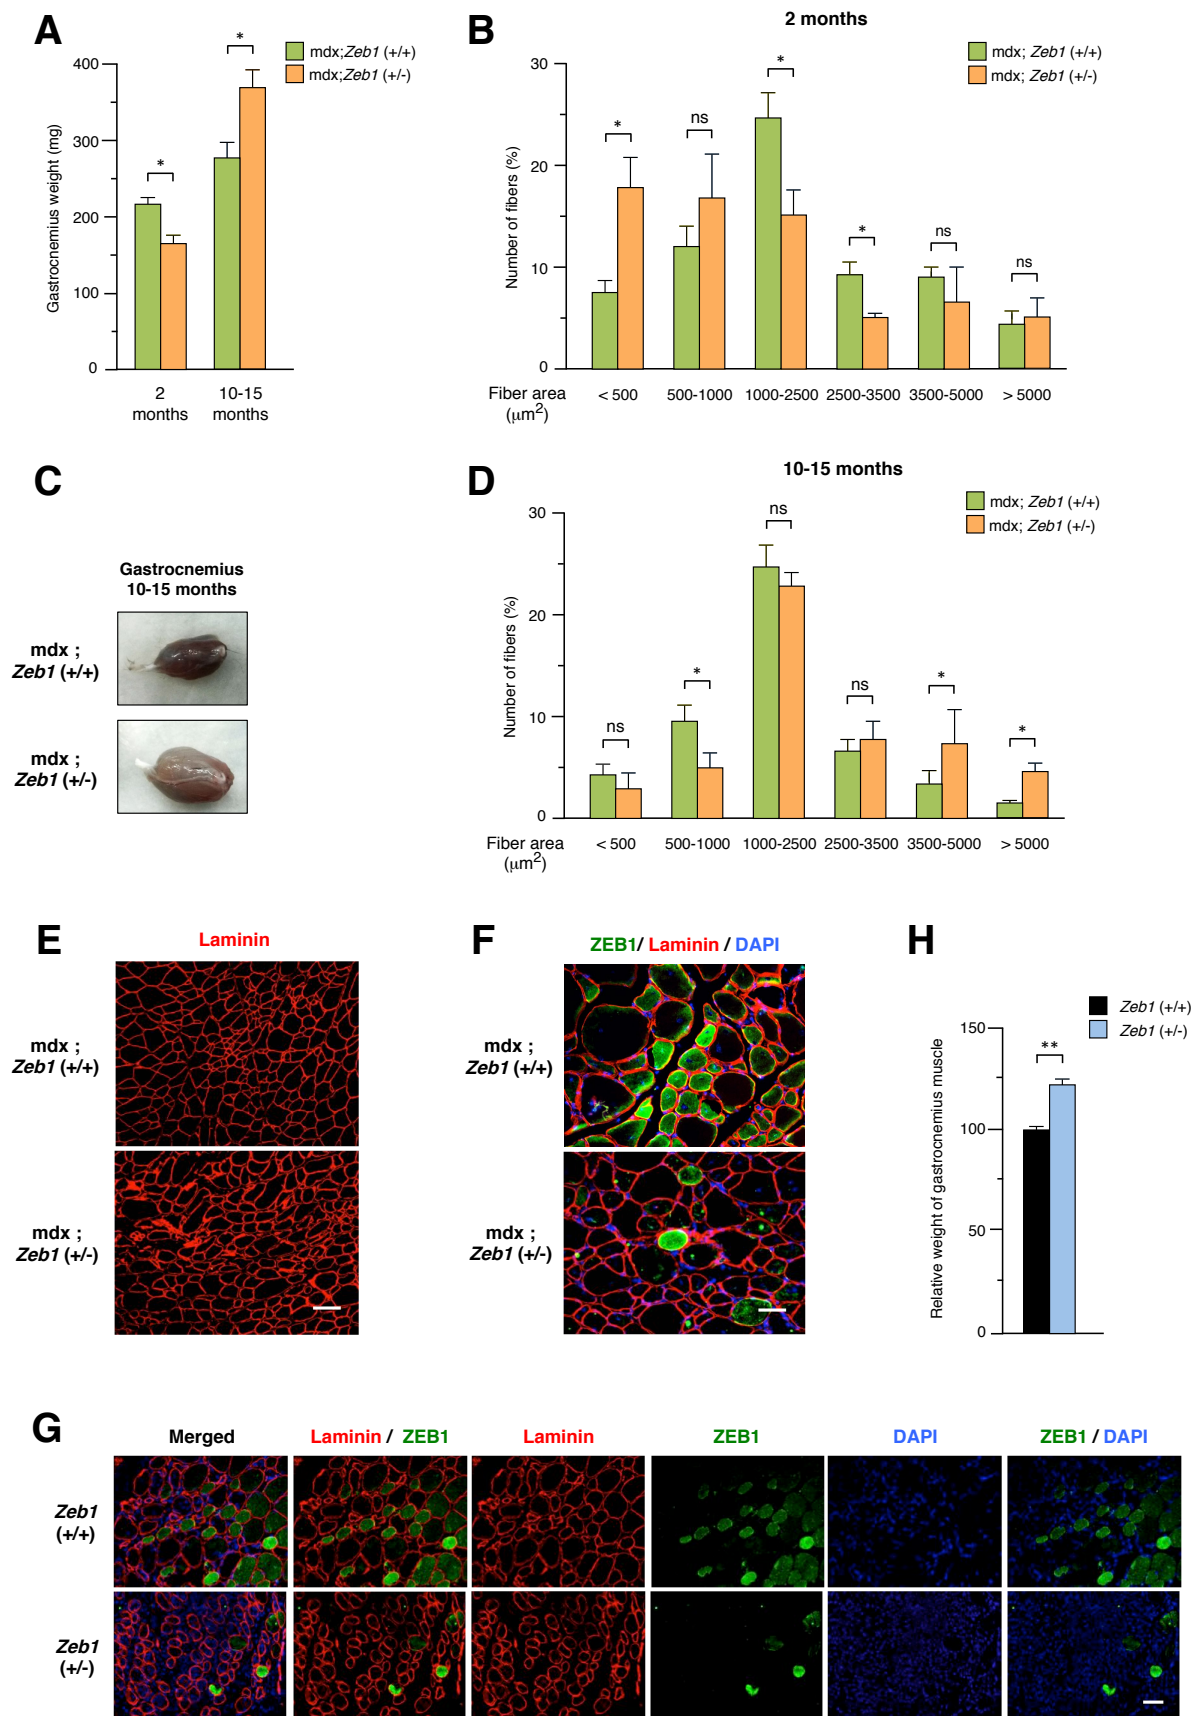 A
*
*
mdx;Zeb1 (+/+)
mdx;Zeb1 (+/-)
Gastrocnemius weight (mg)
400
300
200
100
0
2 months
10-15 months
B
2 months
mdx; Zeb1 (+/+)
mdx; Zeb1 (+/-)
Number of fibers (%)
30
20
10
0
*
ns
*
*
ns
ns
Fiber area (μm2)
< 500
500-1000
1000-2500
2500-3500
3500-5000
> 5000
C
Gastrocnemius
10-15 months
mdx ;
Zeb1 (+/+)
mdx ;
Zeb1 (+/-)
D
10-15 months
mdx; Zeb1 (+/+)
mdx; Zeb1 (+/-)
Number of fibers (%)
30
20
10
0
ns
*
ns
ns
*
*
Fiber area (μm2)
< 500
500-1000
1000-2500
2500-3500
3500-5000
> 5000
E
Laminin
mdx ;
Zeb1 (+/+)
mdx ;
Zeb1 (+/-)
F
ZEB1/ Laminin / DAPI
mdx ;
Zeb1 (+/+)
mdx ;
Zeb1 (+/-)
H
Zeb1 (+/+)
Zeb1 (+/-)
Relative weight of gastrocnemius muscle
150
100
50
0
**
G
Merged
Laminin / ZEB1
Laminin
ZEB1
DAPI
ZEB1 / DAPI
Zeb1
(+/+)
Zeb1
(+/-)